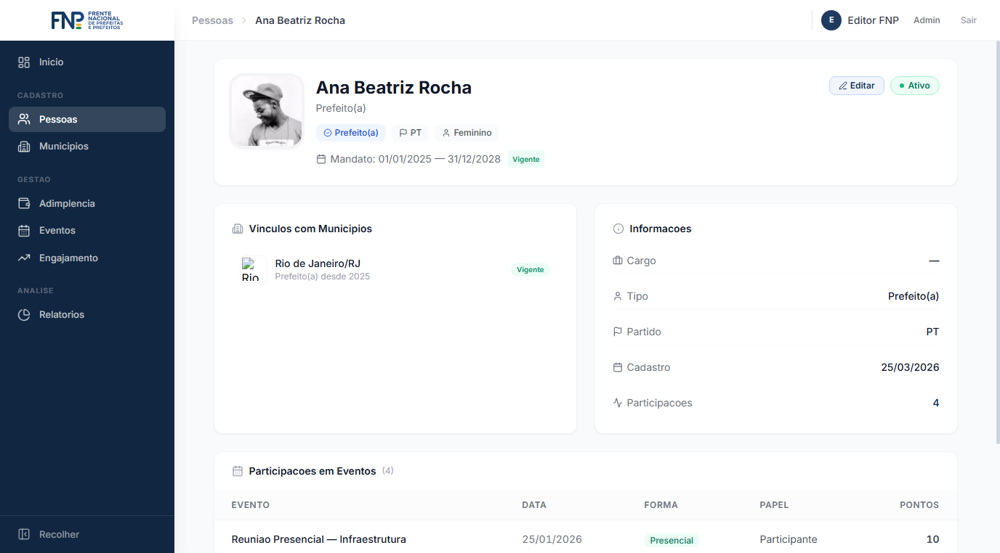 FNP FRENTE
NACIONAL
DE PREFEITAS
E PREFEITOS
Pessoas > Ana Beatriz Rocha
E Editor FNP Admin Sair
Inicio
CADASTRO
Pessoas
Municipios
GESTAO
Adimplencia
Eventos
Engajamento
ANALISE
Relatorios
Recolher
Ana Beatriz Rocha
Editar Ativo
Prefeito(a)
Prefeito(a) PT Feminino
Mandato: 01/01/2025 — 31/12/2028 Vigente
Vinculos com Municipios
Rio
Rio de Janeiro/RJ
Prefeito(a) desde 2025
Vigente
Informacoes
Cargo —
Tipo Prefeito(a)
Partido PT
Cadastro 25/03/2026
Participacoes 4
Participacoes em Eventos (4)
EVENTO DATA FORMA PAPEL PONTOS
Reuniao Presencial — Infraestrutura 25/01/2026 Presencial Participante 10